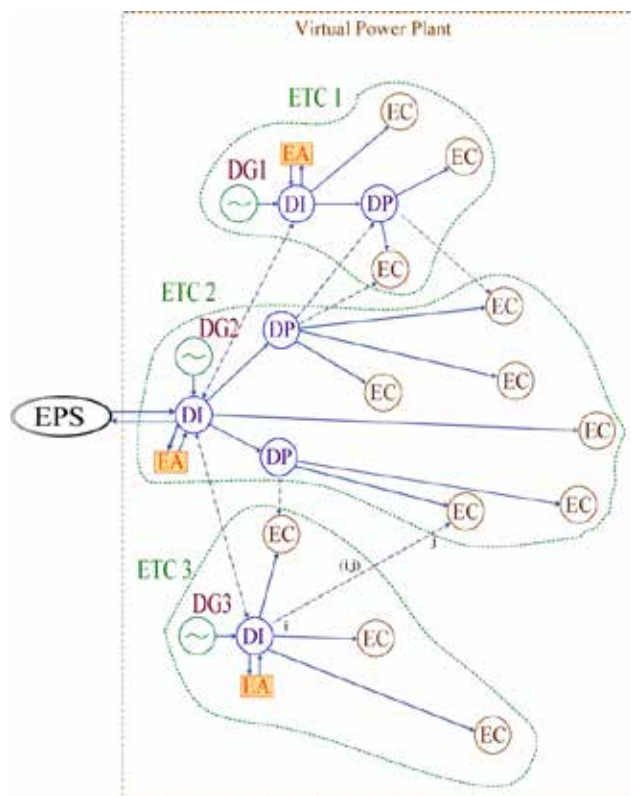 Virtual Power Plant
ETC 1
EC
EA
EC
DG1
DI
DP
EC
ETC 2
EC
DG2
DP
EC
EC
EPS
DI
EC
EA
DP
EC
EC
EC
j
(i,j)
ETC 3
DG3
i
DI
EC
EA
EC